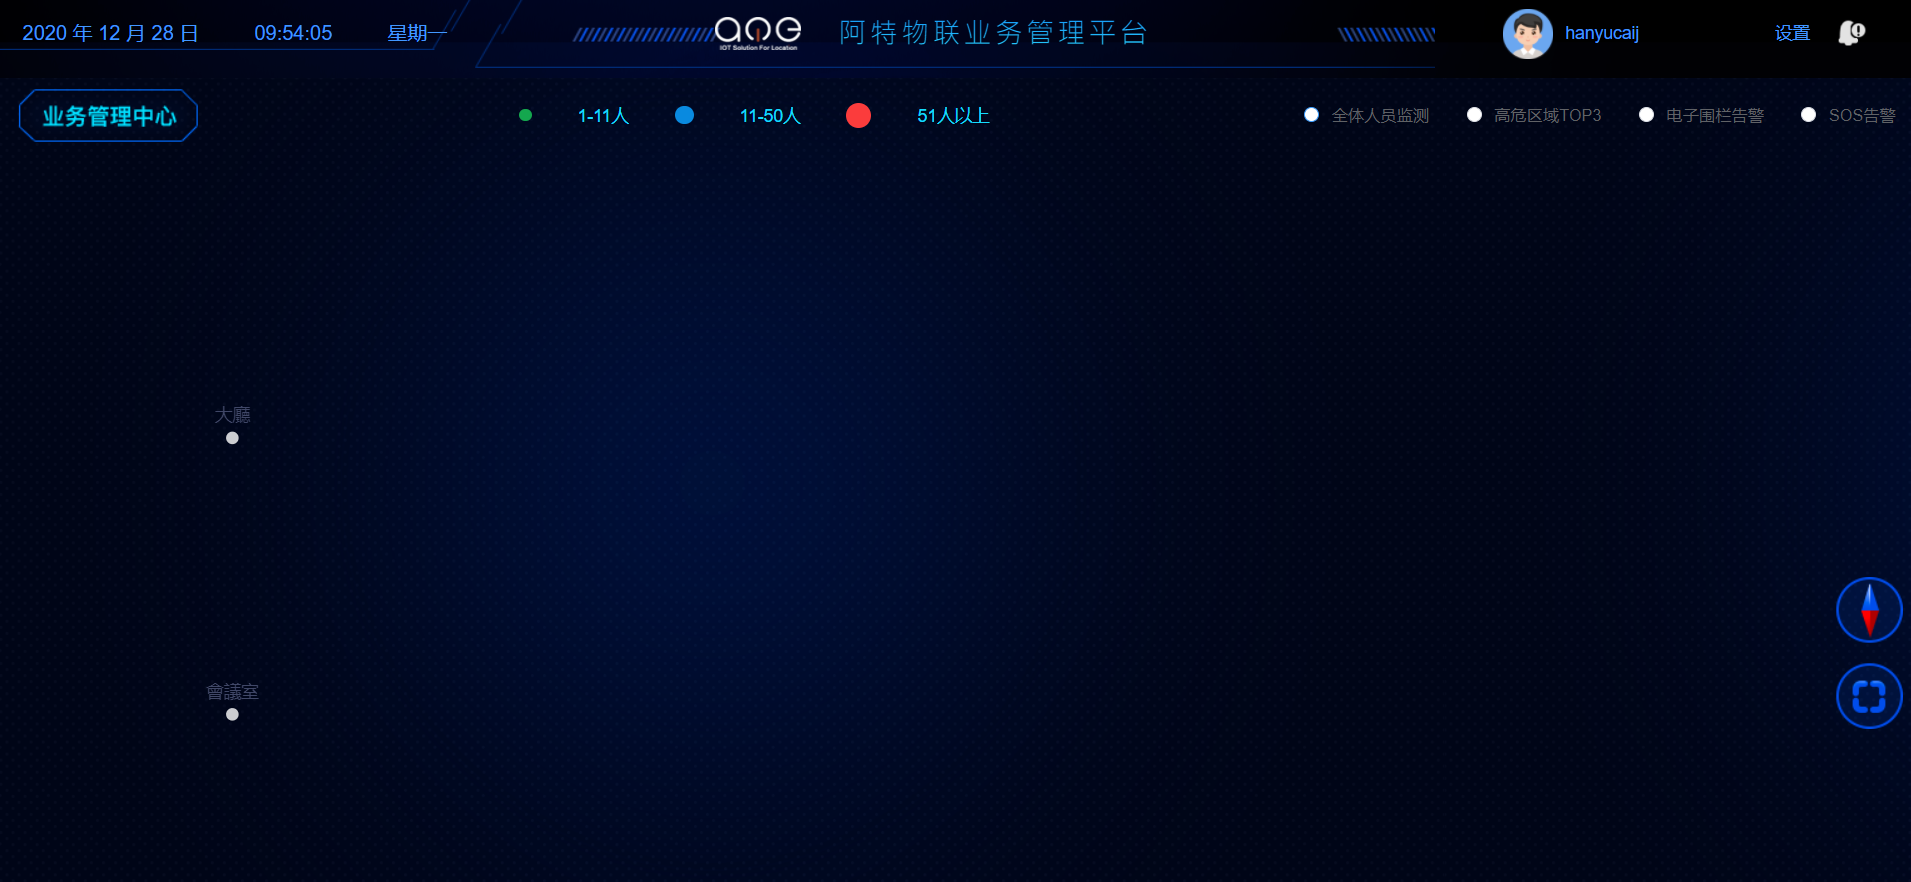 2020 年 12 月 28 日 09:54:05 星期一
aπe
IOT Solution For Location
阿特物联业务管理平台
hanyucaij 设置
业务管理中心
1-11人 11-50人 51人以上
全体人员监测 高危区域TOP3 电子围栏告警 SOS告警
大廳
會議室